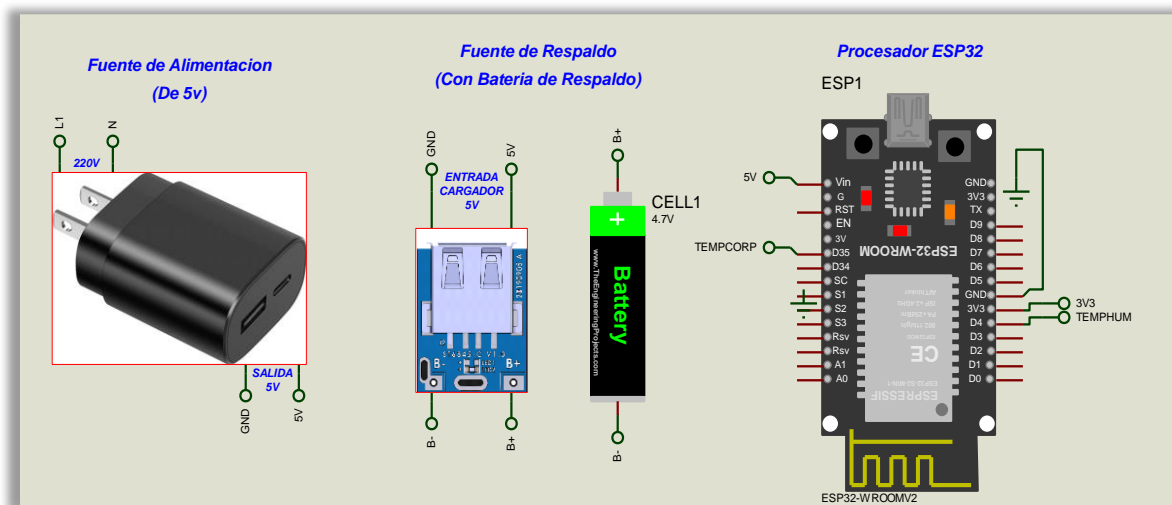 Fuente de Alimentacion
(De 5v)
L1
N
220V
SALIDA
5V
GND
5V
Fuente de Respaldo
(Con Bateria de Respaldo)
GND
5V
ENTRADA
CARGADOR
5V
B-
B+
B-
B+
B+
CELL1
4.7V
+
Battery
www.TheEngineeringProjects.com
B-
Procesador ESP32
ESP1
5V
TEMPCORP
Vin
G
RST
EN
3V
D35
D34
SC
S1
S2
S3
Rsv
Rsv
A1
A0
GND
3V3
TX
D9
D8
D7
D6
D5
GND
3V3
D4
D3
D2
D1
D0
3V3
TEMPHUM
ESP32-WROOM
CE
ESPRESSIF
ESP32-WROOMV2